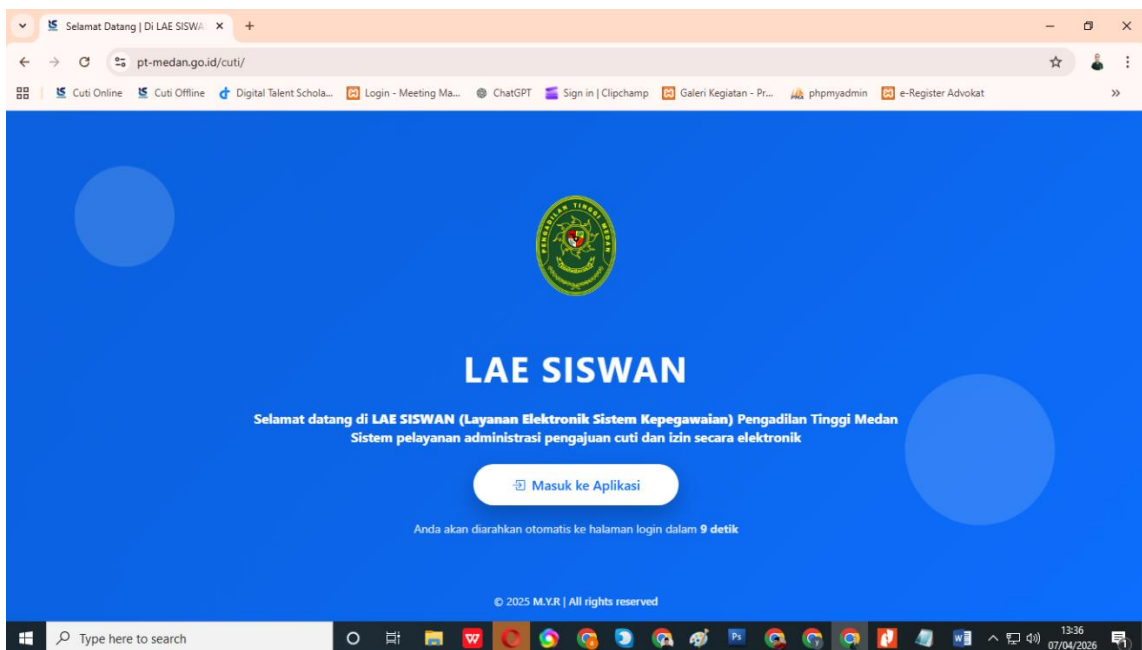 Selamat Datang | Di LAE SISWA
pt-medan.go.id/cuti/
Cuti Online Cuti Offline Digital Talent Schola... Login - Meeting Ma... ChatGPT Sign in | Clipchamp Galeri Kegiatan - Pr... phpmyadmin e-Register Advokat
PENGADILAN TINGGI MEDAN
LAE SISWAN
Selamat datang di LAE SISWAN (Layanan Elektronik Sistem Kepegawaian) Pengadilan Tinggi Medan
Sistem pelayanan administrasi pengajuan cuti dan izin secara elektronik
Masuk ke Aplikasi
Anda akan diarahkan otomatis ke halaman login dalam 9 detik
© 2025 M.Y.R | All rights reserved
Type here to search
13:36
07/04/2026